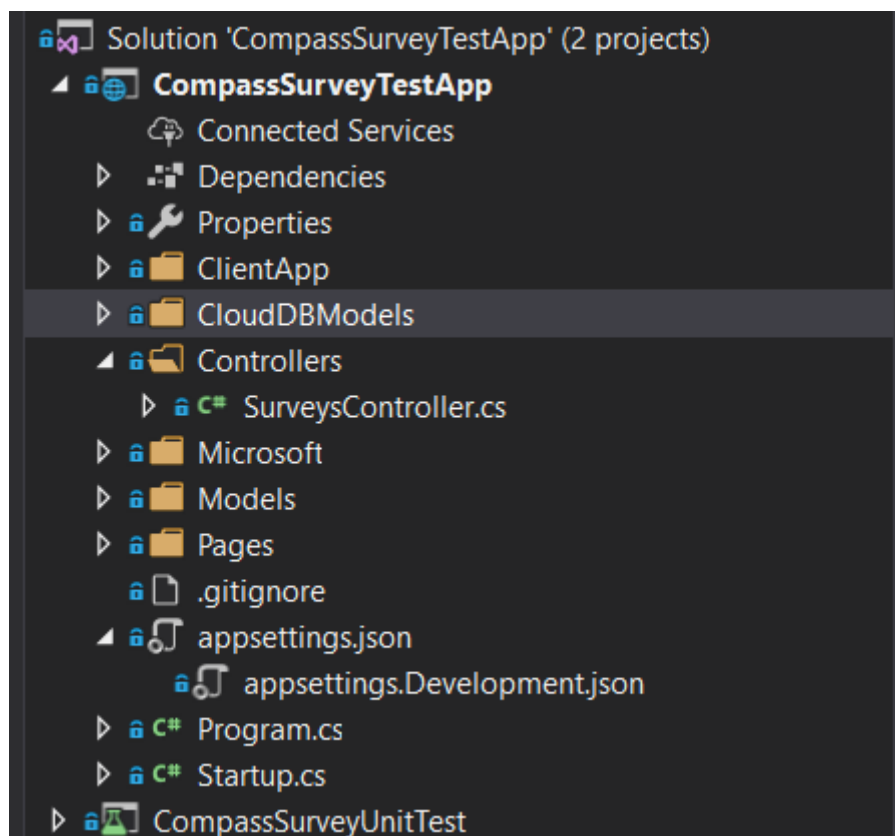 Solution 'CompassSurveyTestApp' (2 projects)
CompassSurveyTestApp
Connected Services
Dependencies
Properties
ClientApp
CloudDBModels
Controllers
C# SurveysController.cs
Microsoft
Models
Pages
.gitignore
appsettings.json
appsettings.Development.json
C# Program.cs
C# Startup.cs
CompassSurveyUnitTest